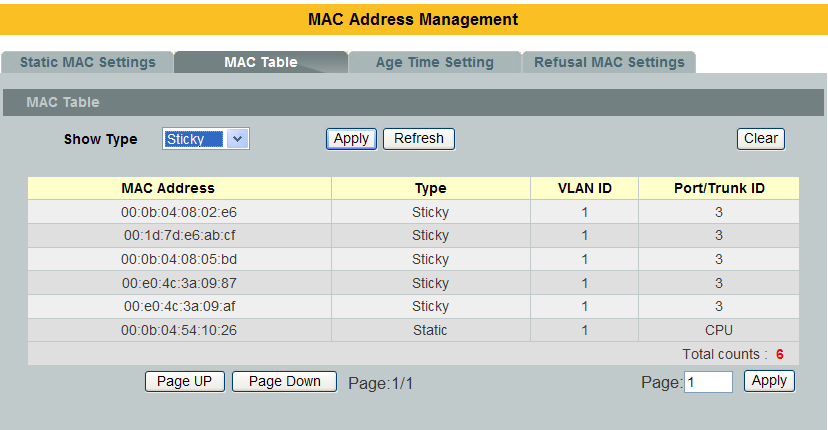 MAC Address Management
Static MAC Settings MAC Table Age Time Setting Refusal MAC Settings
MAC Table
Show Type Sticky Apply Refresh Clear
MAC Address Type VLAN ID Port/Trunk ID
00:0b:04:08:02:e6 Sticky 1 3
00:1d:7d:e6:ab:cf Sticky 1 3
00:0b:04:08:05:bd Sticky 1 3
00:e0:4c:3a:09:87 Sticky 1 3
00:e0:4c:3a:09:af Sticky 1 3
00:0b:04:54:10:26 Static 1 CPU
Total counts : 6
Page UP Page Down Page:1/1 Page: 1 Apply